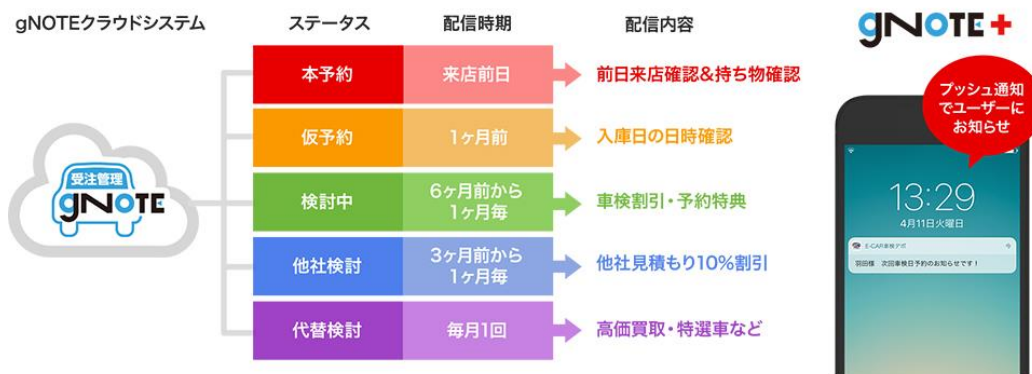 gNOTEクラウドシステム
ステータス
配信時期
配信内容
gNOTE+
受注管理
gNOTE
本予約
来店前日
前日来店確認&持ち物確認
仮予約
1ヶ月前
入庫日の日時確認
検討中
6ヶ月前から
1ヶ月毎
車検割引・予約特典
他社検討
3ヶ月前から
1ヶ月毎
他社見積もり10%割引
代替検討
毎月1回
高価買取・特選車など
プッシュ通知
でユーザーに
お知らせ
13:29
4月11日火曜日
E-CAR車検デポ
今
羽田様 次回車検日予約のお知らせです!